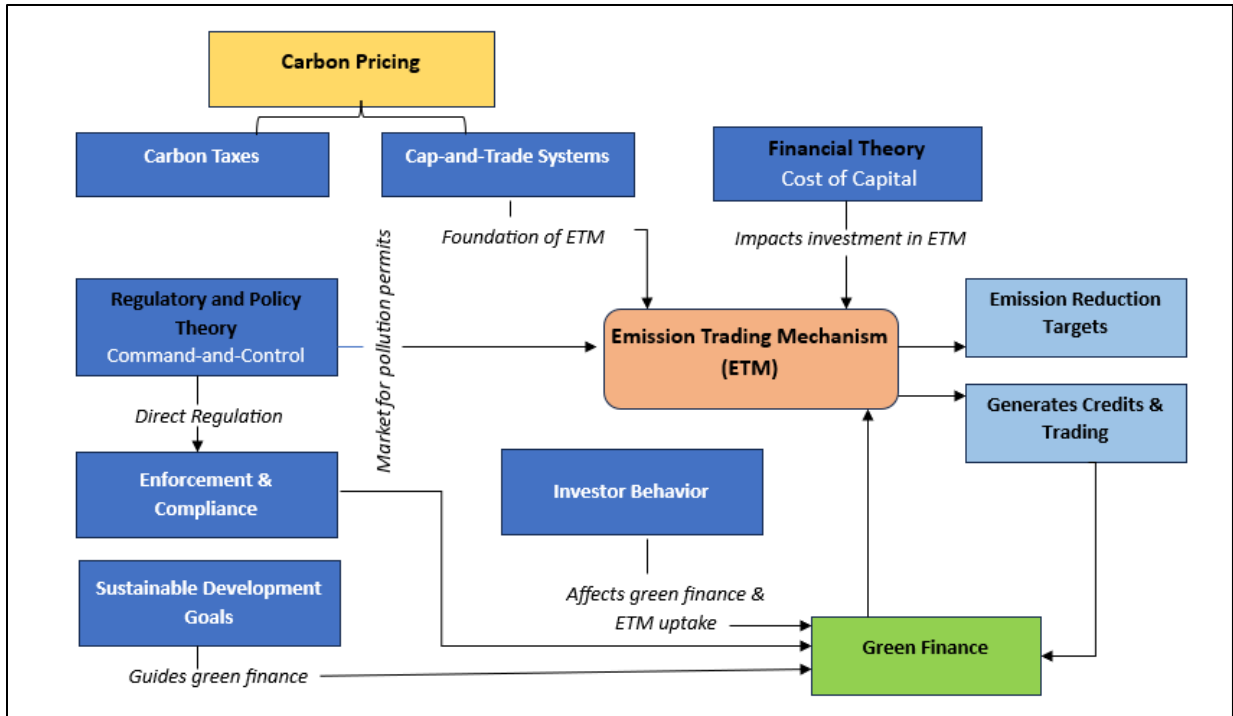 Carbon Pricing
Carbon Taxes
Cap-and-Trade Systems
Financial Theory
Cost of Capital
Foundation of ETM
Impacts investment in ETM
Market for pollution permits
Regulatory and Policy
Theory
Command-and-Control
Emission Trading Mechanism
(ETM)
Emission Reduction
Targets
Direct Regulation
Generates Credits &
Trading
Enforcement &
Compliance
Investor Behavior
Sustainable Development
Goals
Affects green finance &
ETM uptake
Green Finance
Guides green finance